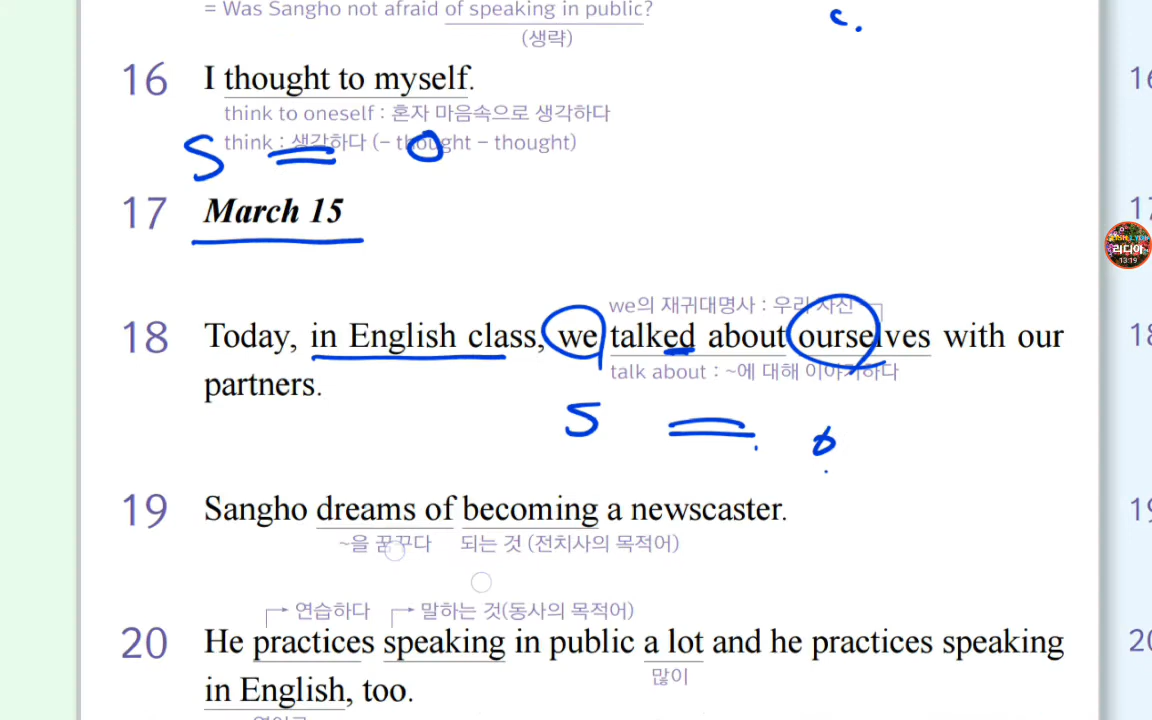 = Was Sangho not afraid of speaking in public?
(생략)
c.
16 I thought to myself.
think to oneself : 혼자 마음속으로 생각하다
think : 생각하다 (– thought – thought)
S = O
17 March 15
we의 재귀대명사 : 우리 자신
18 Today, in English class, we talked about ourselves with our
talk about : ~에 대해 이야기하다
partners.
S = o
19 Sangho dreams of becoming a newscaster.
~을 꿈꾸다 되는 것 (전치사의 목적어)
연습하다 말하는 것(동사의 목적어)
20 He practices speaking in public a lot and he practices speaking
많이
in English, too.
리디아
13:19